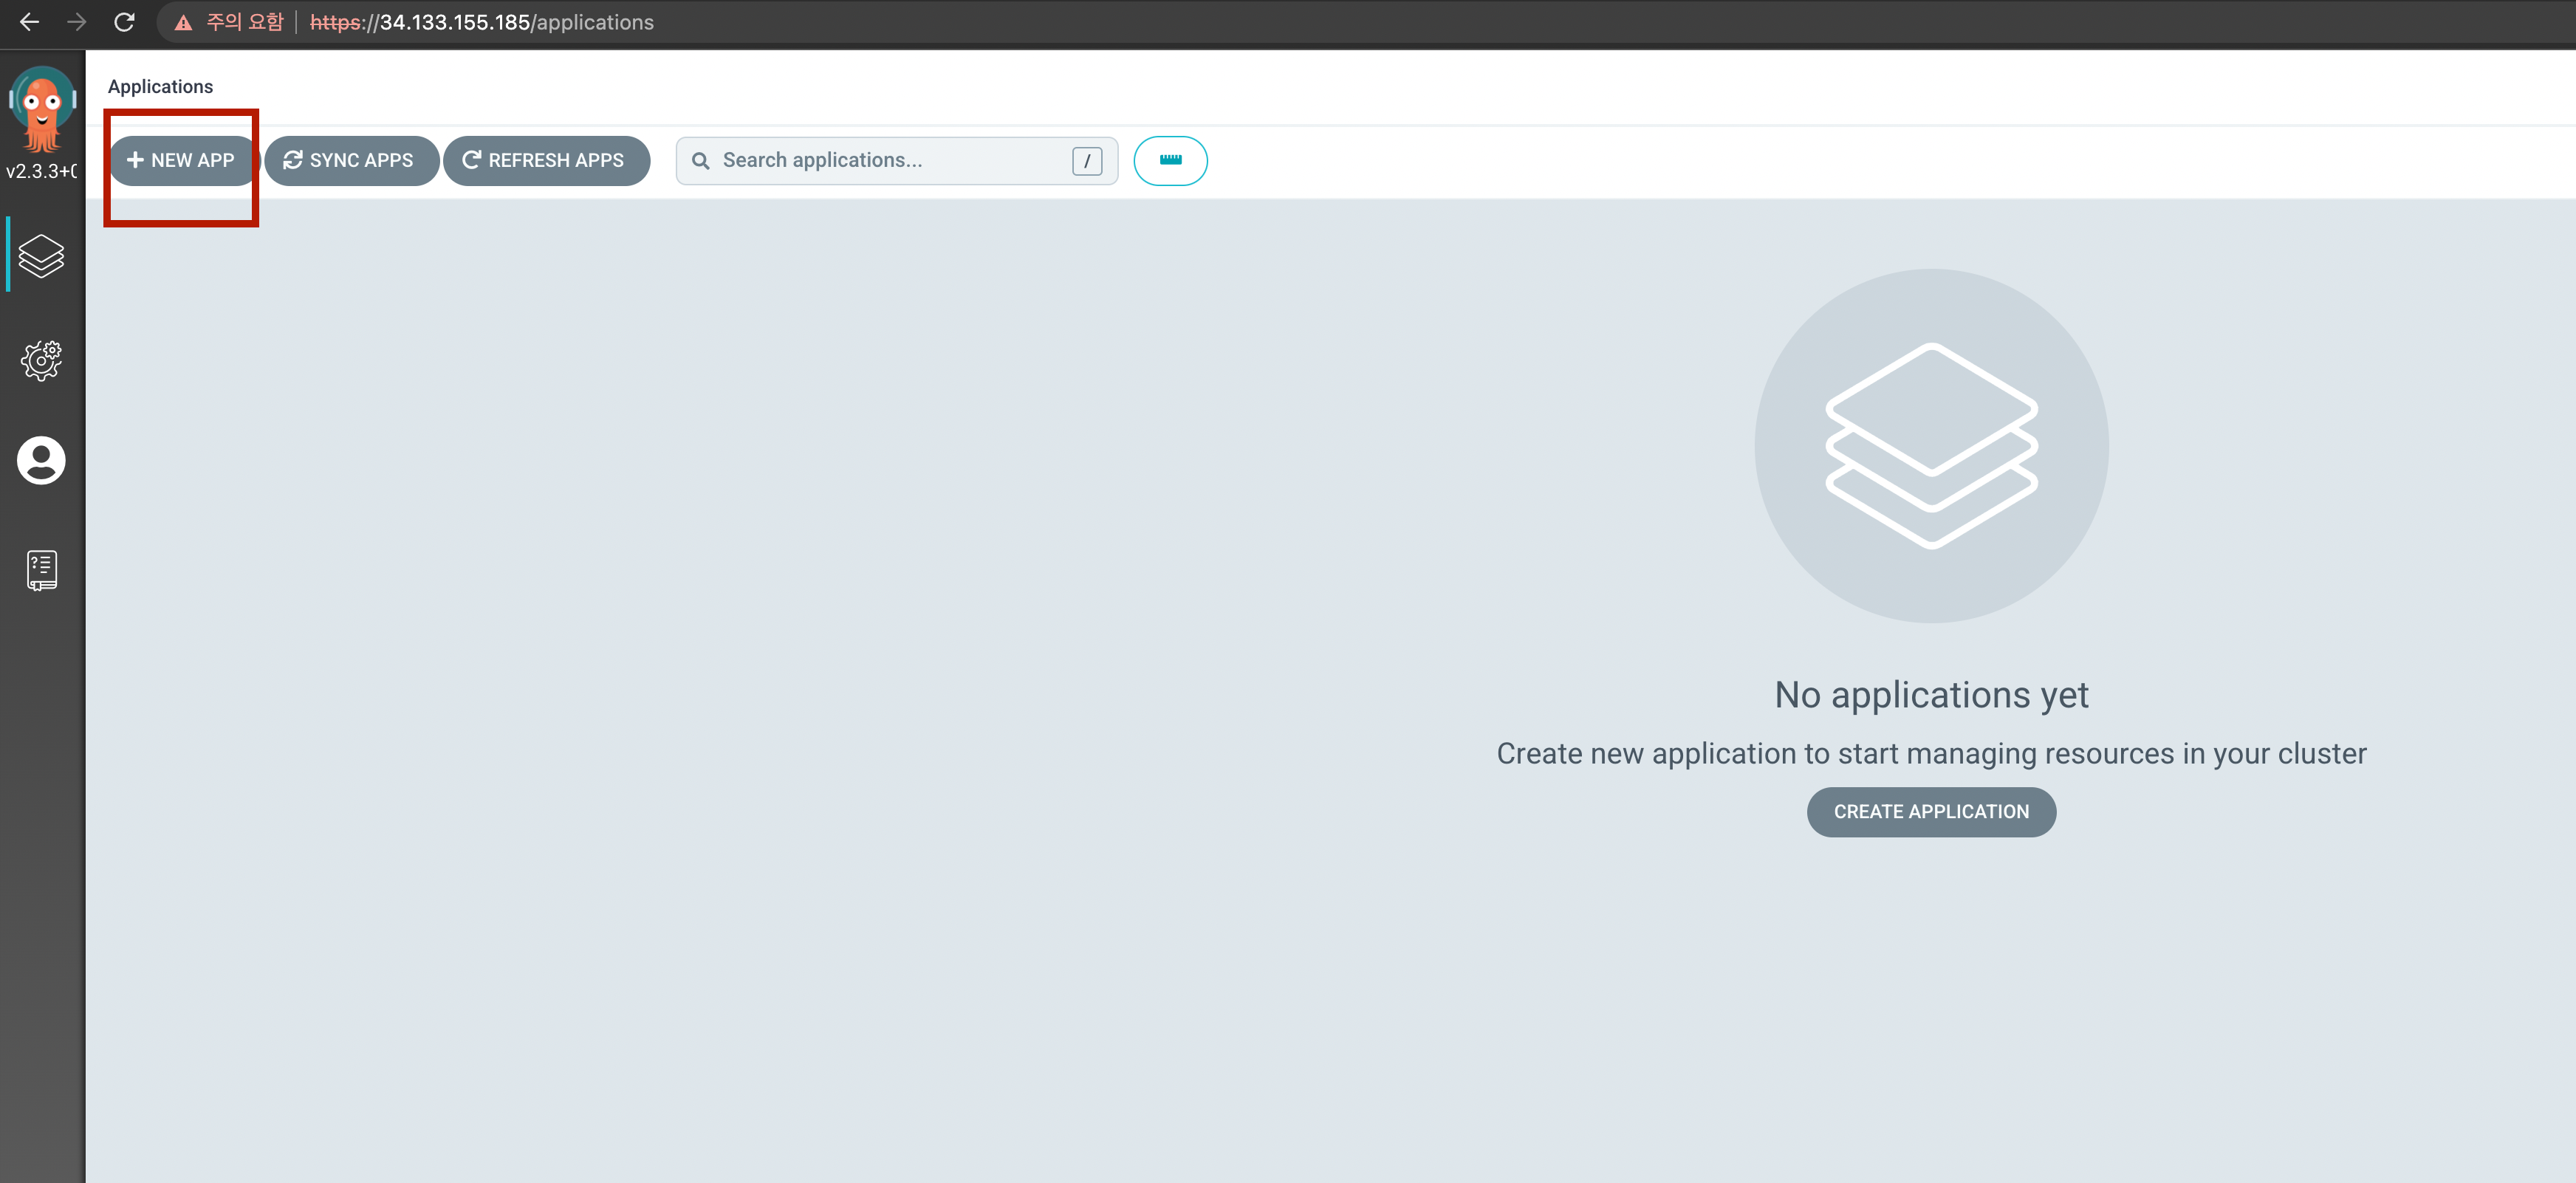 주의 요함 https://34.133.155.185/applications
Applications
v2.3.3+
NEW APP
SYNC APPS
REFRESH APPS
Search applications...
/
No applications yet
Create new application to start managing resources in your cluster
CREATE APPLICATION